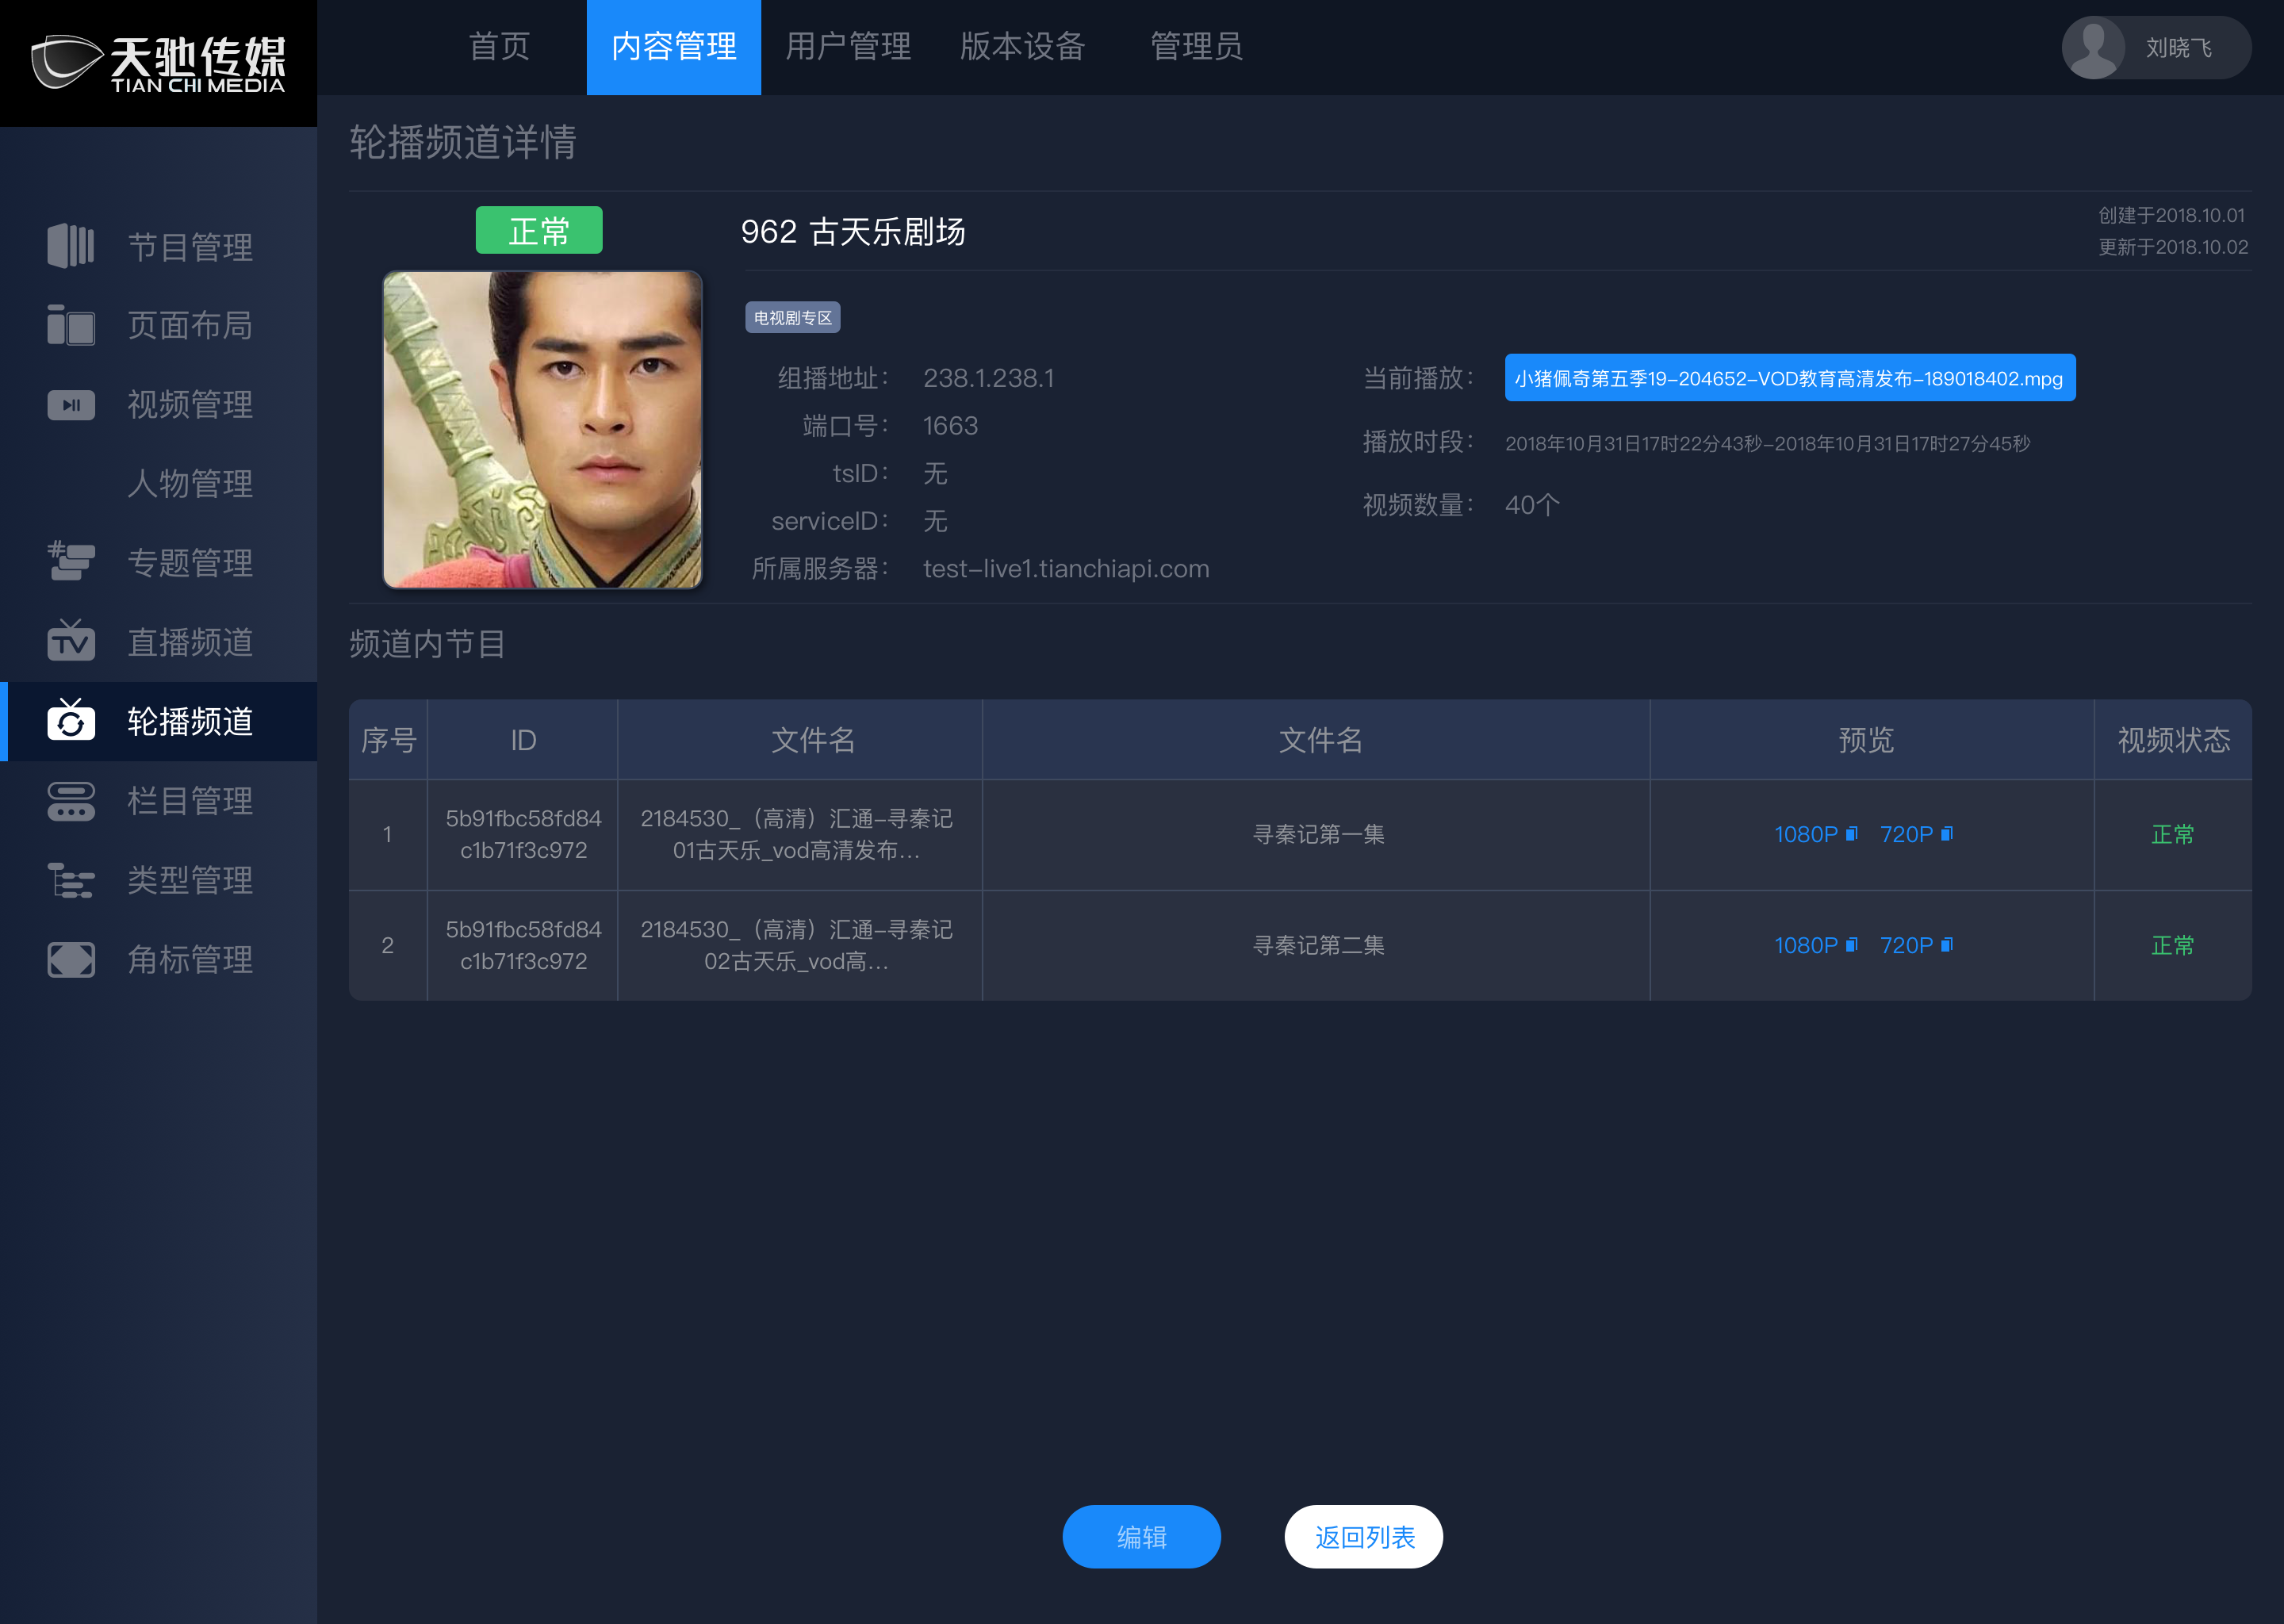 天驰传媒
TIAN CHI MEDIA
首页
内容管理
用户管理
版本设备
管理员
刘晓飞
节目管理
页面布局
视频管理
人物管理
专题管理
TV
直播频道
轮播频道
栏目管理
类型管理
角标管理
轮播频道详情
正常
962 古天乐剧场
创建于2018.10.01
更新于2018.10.02
电视剧专区
组播地址： 238.1.238.1
端口号： 1663
tsID： 无
serviceID： 无
所属服务器： test-live1.tianchiapi.com
当前播放： 小猪佩奇第五季19-204652-VOD教育高清发布-189018402.mpg
播放时段： 2018年10月31日17时22分43秒-2018年10月31日17时27分45秒
视频数量： 40个
频道内节目
序号 ID 文件名 文件名 预览 视频状态
1
5b91fbc58fd84
c1b71f3c972
2184530_（高清）汇通-寻秦记
01古天乐_vod高清发布...
寻秦记第一集
1080P 720P
正常
2
5b91fbc58fd84
c1b71f3c972
2184530_（高清）汇通-寻秦记
02古天乐_vod高...
寻秦记第二集
1080P 720P
正常
编辑
返回列表